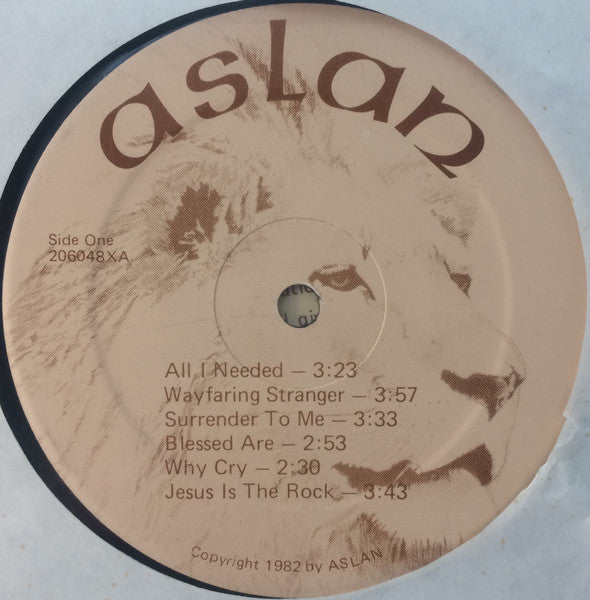 aslan
Side One
206048XA
All I Needed – 3:23
Wayfaring Stranger – 3:57
Surrender To Me – 3:33
Blessed Are – 2:53
Why Cry – 2:30
Jesus Is The Rock – 3:43
Copyright 1982 by ASLAN